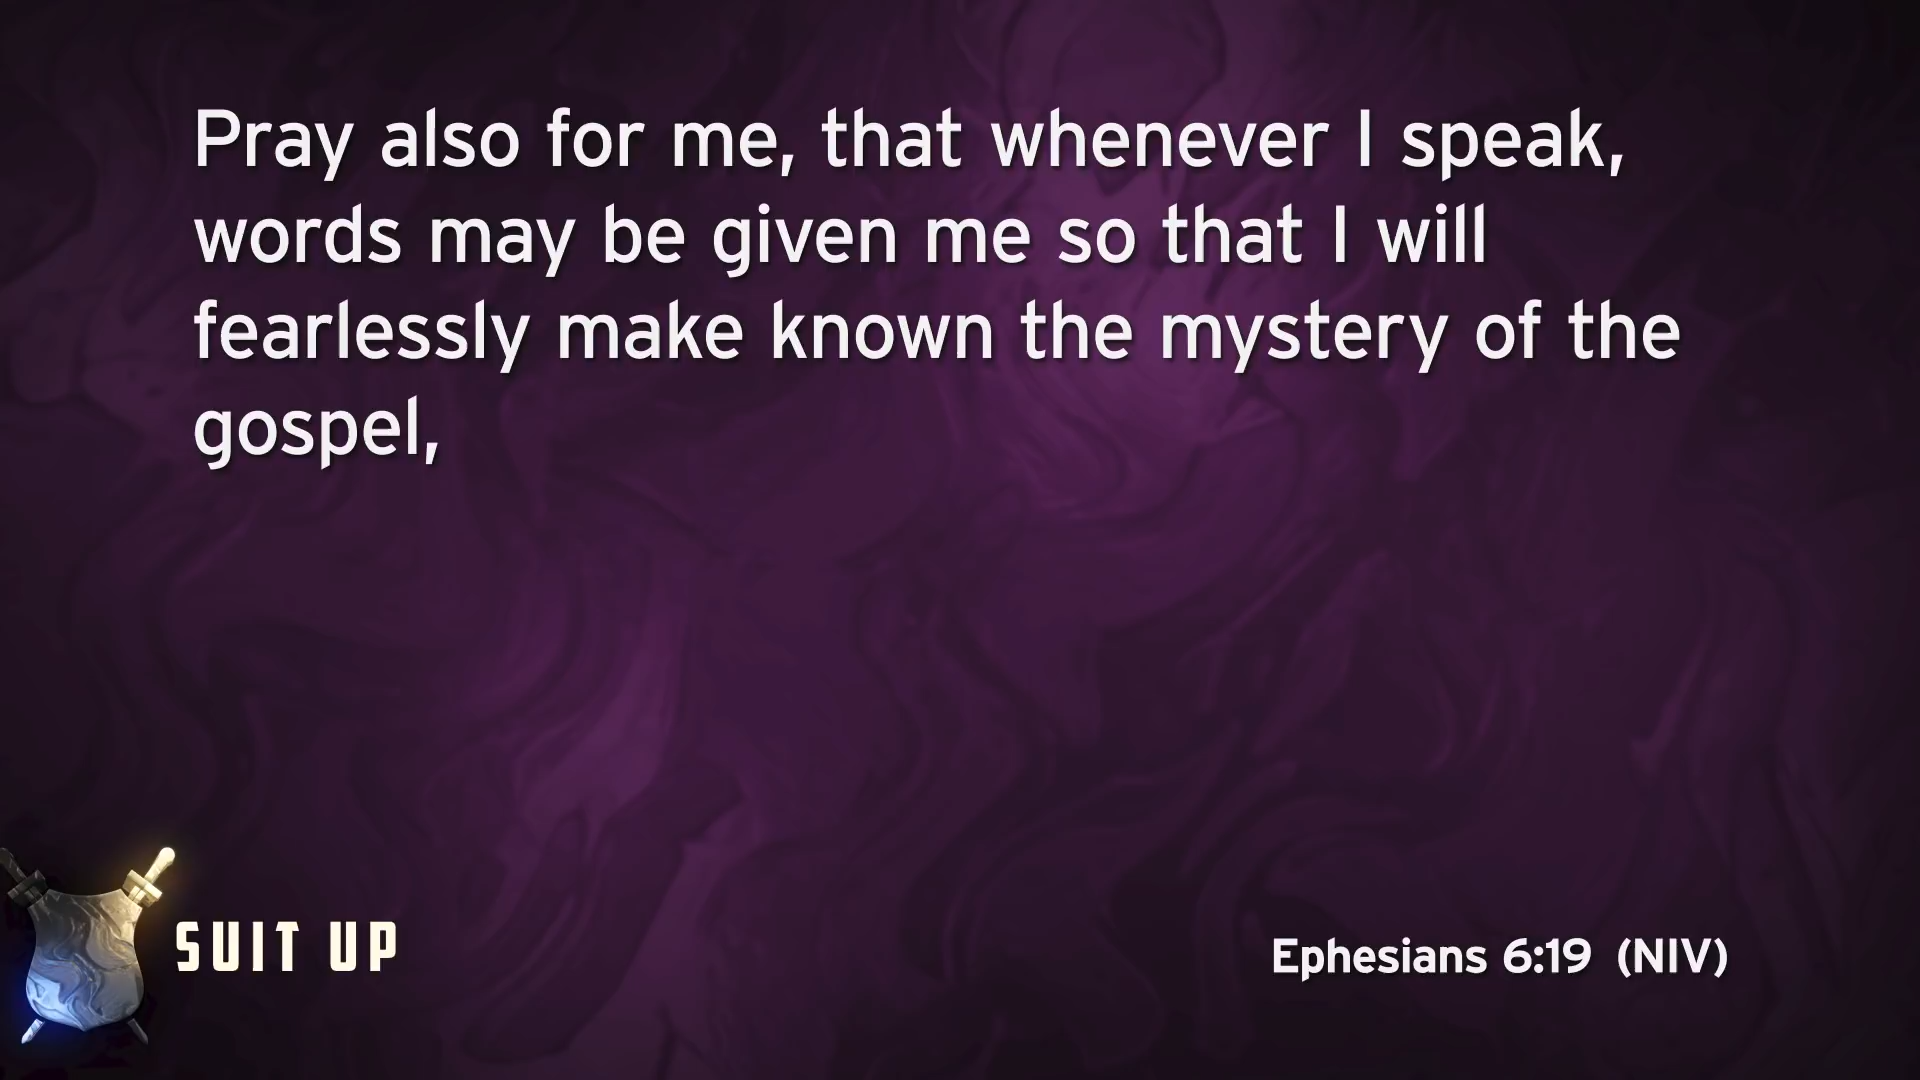 Pray also for me, that whenever I speak,
words may be given me so that I will
fearlessly make known the mystery of the
gospel,
SUIT UP
Ephesians 6:19 (NIV)